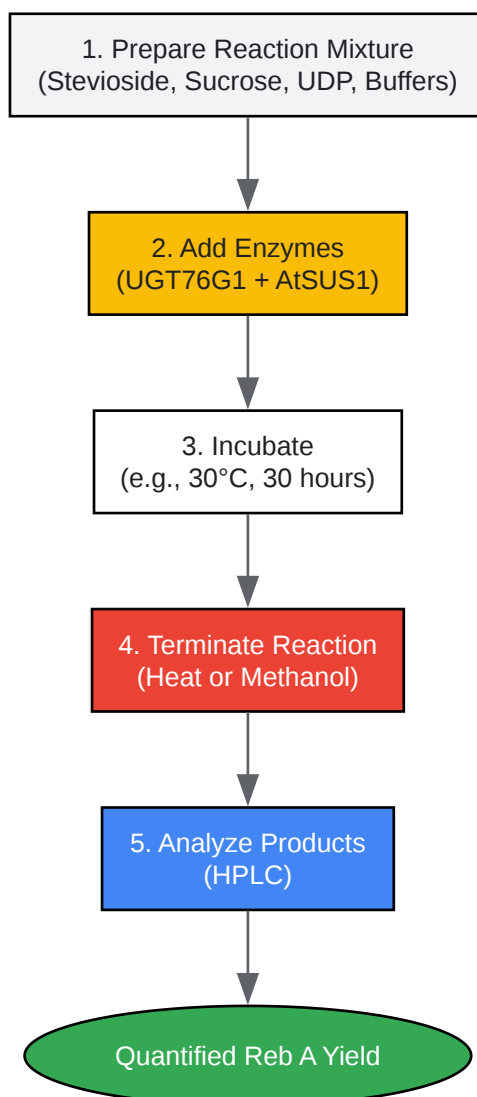 1. Prepare Reaction Mixture
(Stevioside, Sucrose, UDP, Buffers)
2. Add Enzymes
(UGT76G1 + AtSUS1)
3. Incubate
(e.g., 30°C, 30 hours)
4. Terminate Reaction
(Heat or Methanol)
5. Analyze Products
(HPLC)
Quantified Reb A Yield